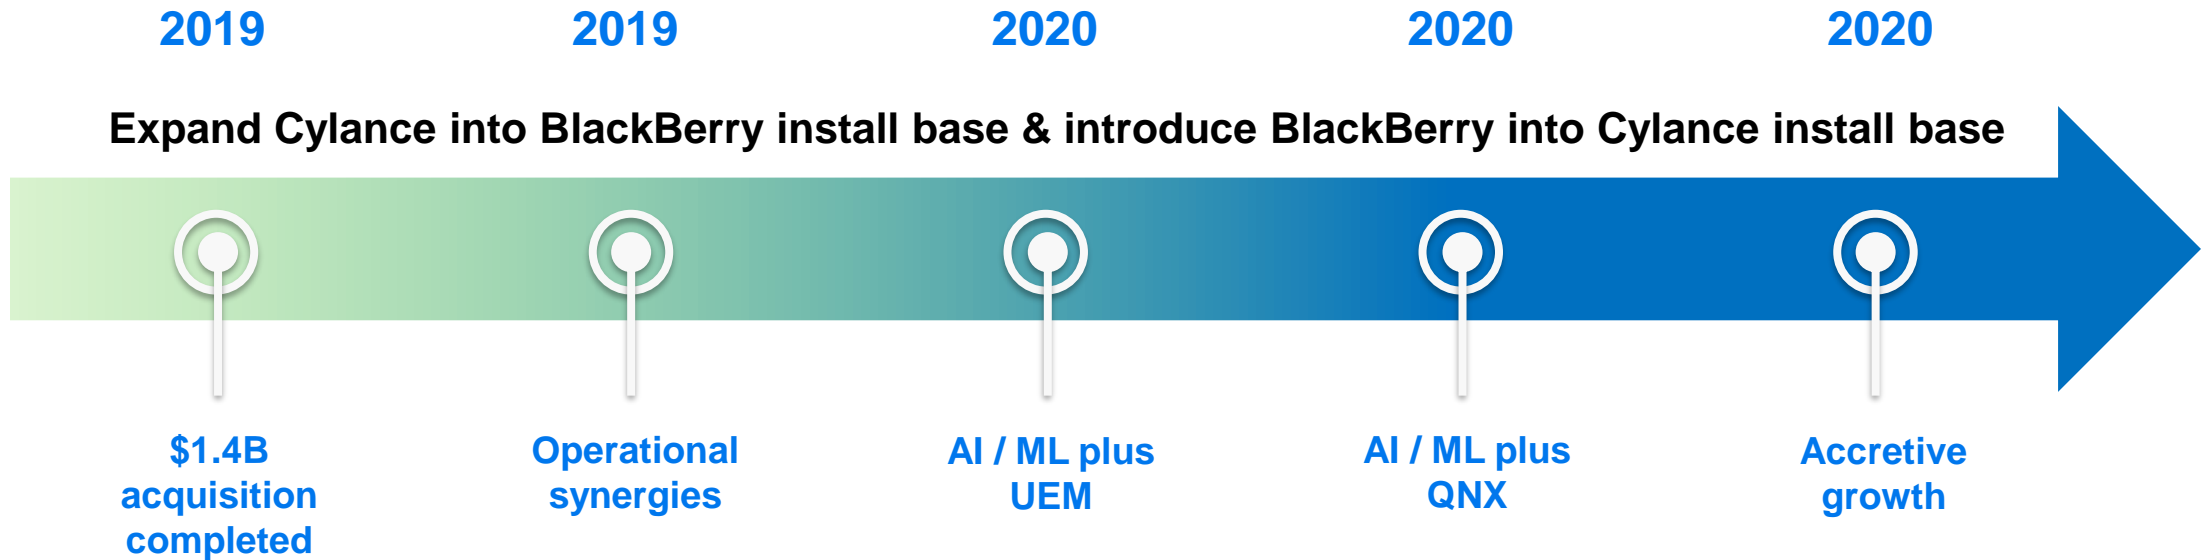 2019
2019
2020
2020
2020
Expand Cylance into BlackBerry install base & introduce BlackBerry into Cylance install base
$1.4B
acquisition
completed
Operational
synergies
AI / ML plus
UEM
AI / ML plus
QNX
Accretive
growth